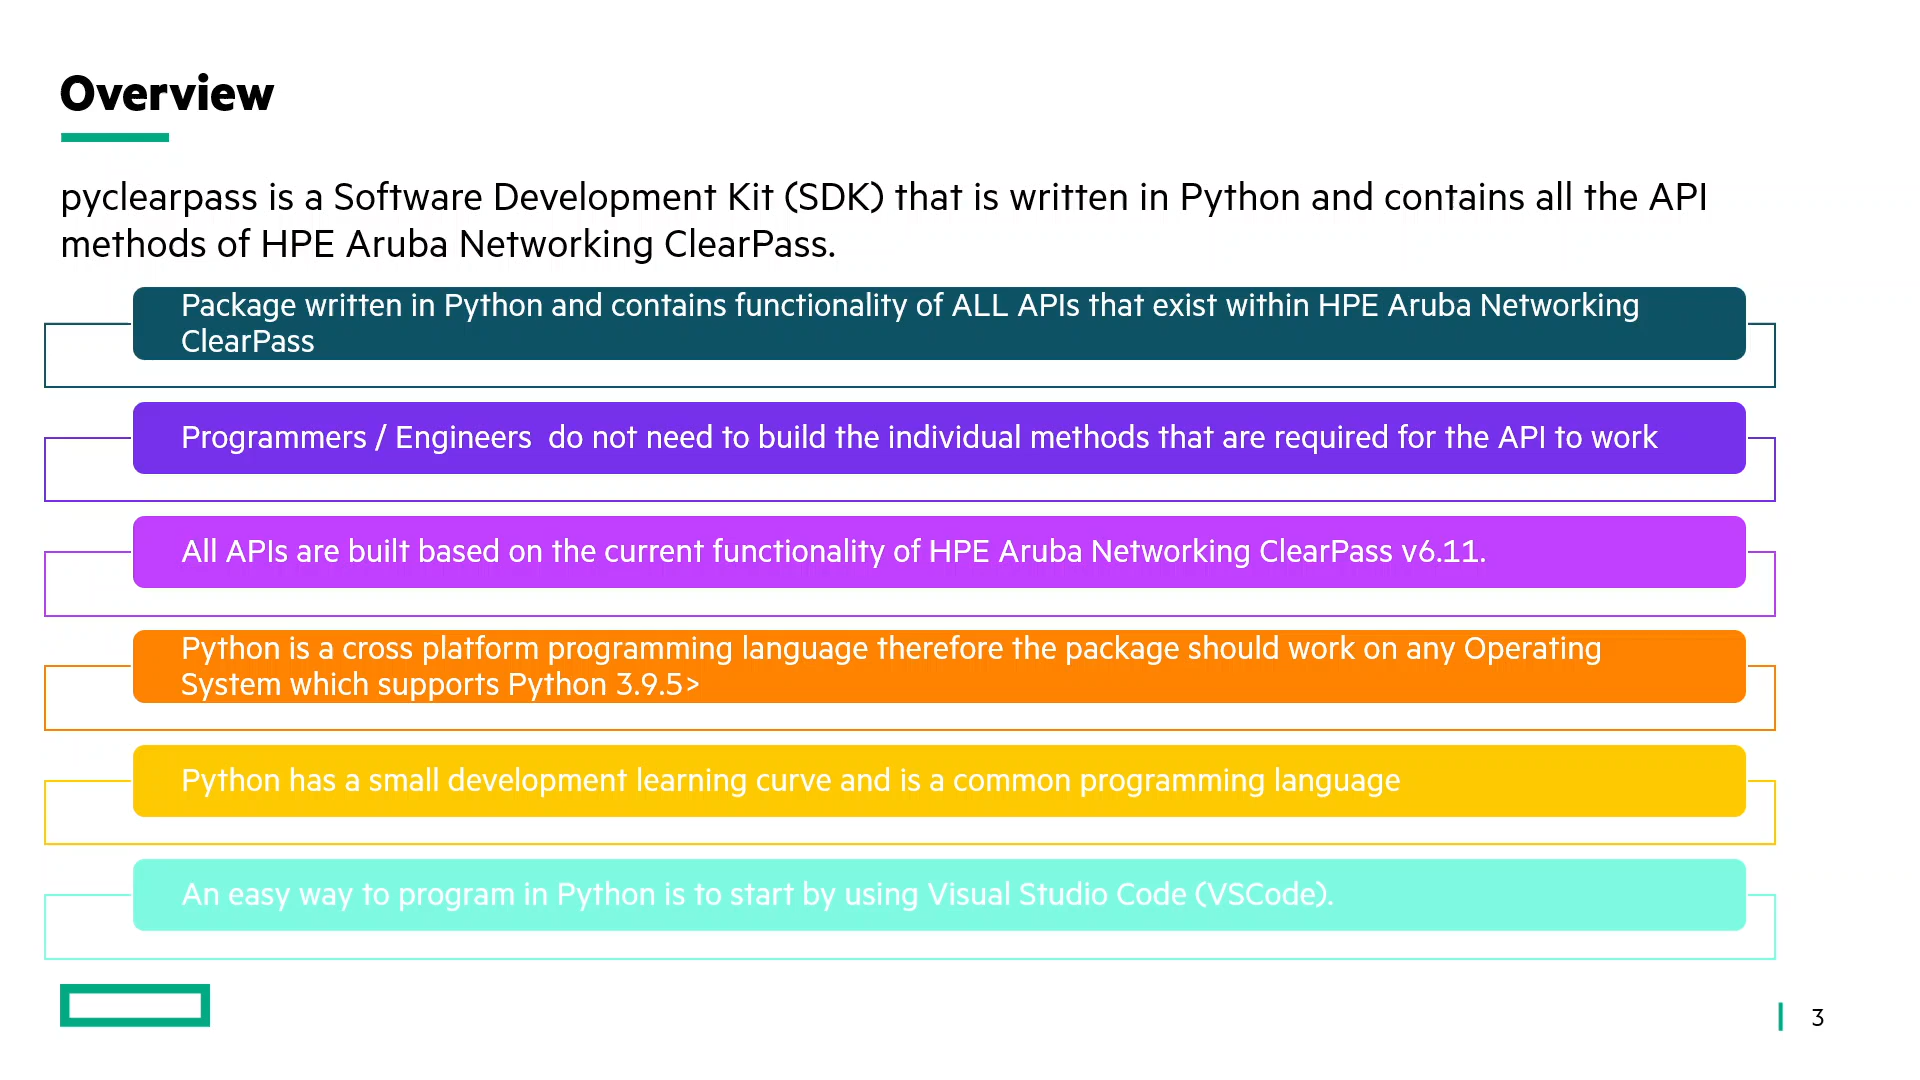 Overview
pyclearpass is a Software Development Kit (SDK) that is written in Python and contains all the API
methods of HPE Aruba Networking ClearPass.
Package written in Python and contains functionality of ALL APIs that exist within HPE Aruba Networking
ClearPass
Programmers / Engineers  do not need to build the individual methods that are required for the API to work
All APIs are built based on the current functionality of HPE Aruba Networking ClearPass v6.11.
Python is a cross platform programming language therefore the package should work on any Operating
System which supports Python 3.9.5>
Python has a small development learning curve and is a common programming language
An easy way to program in Python is to start by using Visual Studio Code (VSCode).
3